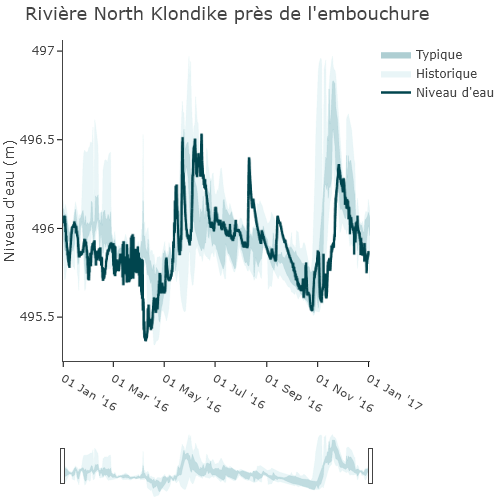 Rivière North Klondike près de l'embouchure
497
496.5
496
495.5
Niveau d'eau (m)
Typique
Historique
Niveau d'eau
01 Jan '16
01 Mar '16
01 May '16
01 Jul '16
01 Sep '16
01 Nov '16
01 Jan '17